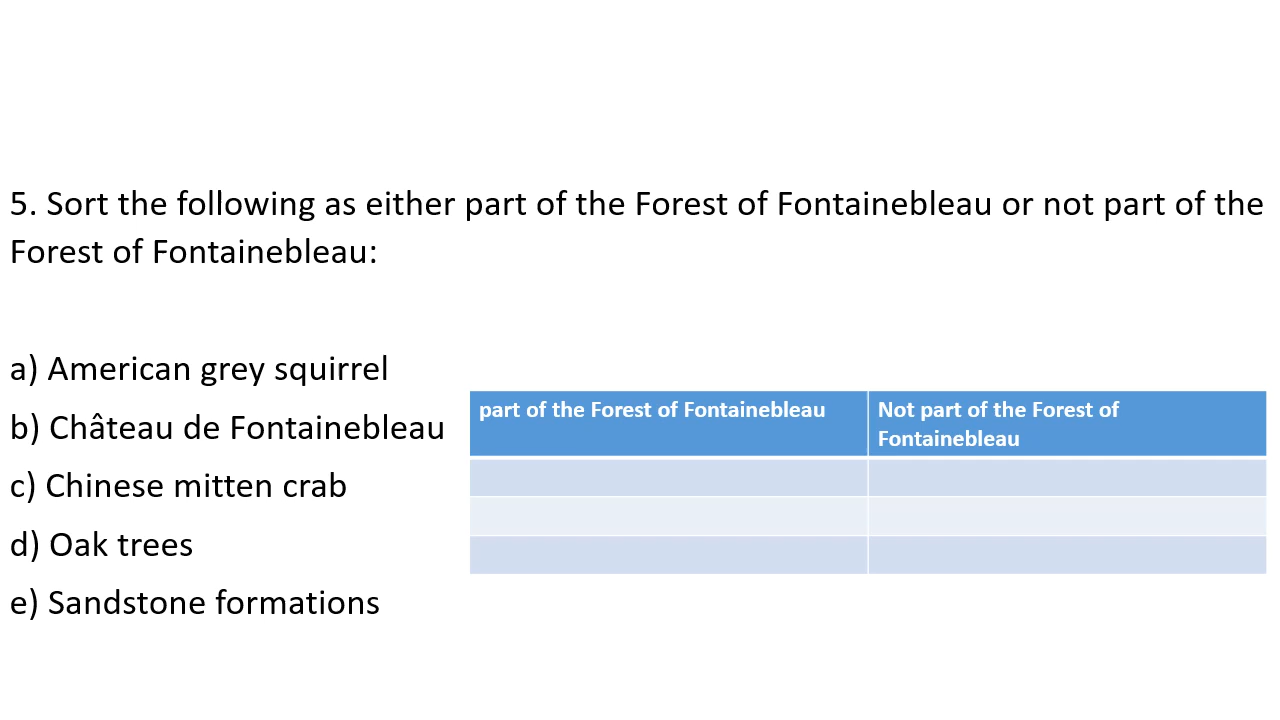 5. Sort the following as either part of the Forest of Fontainebleau or not part of the
Forest of Fontainebleau:
a) American grey squirrel
b) Château de Fontainebleau
c) Chinese mitten crab
d) Oak trees
e) Sandstone formations
part of the Forest of Fontainebleau
Not part of the Forest of
Fontainebleau